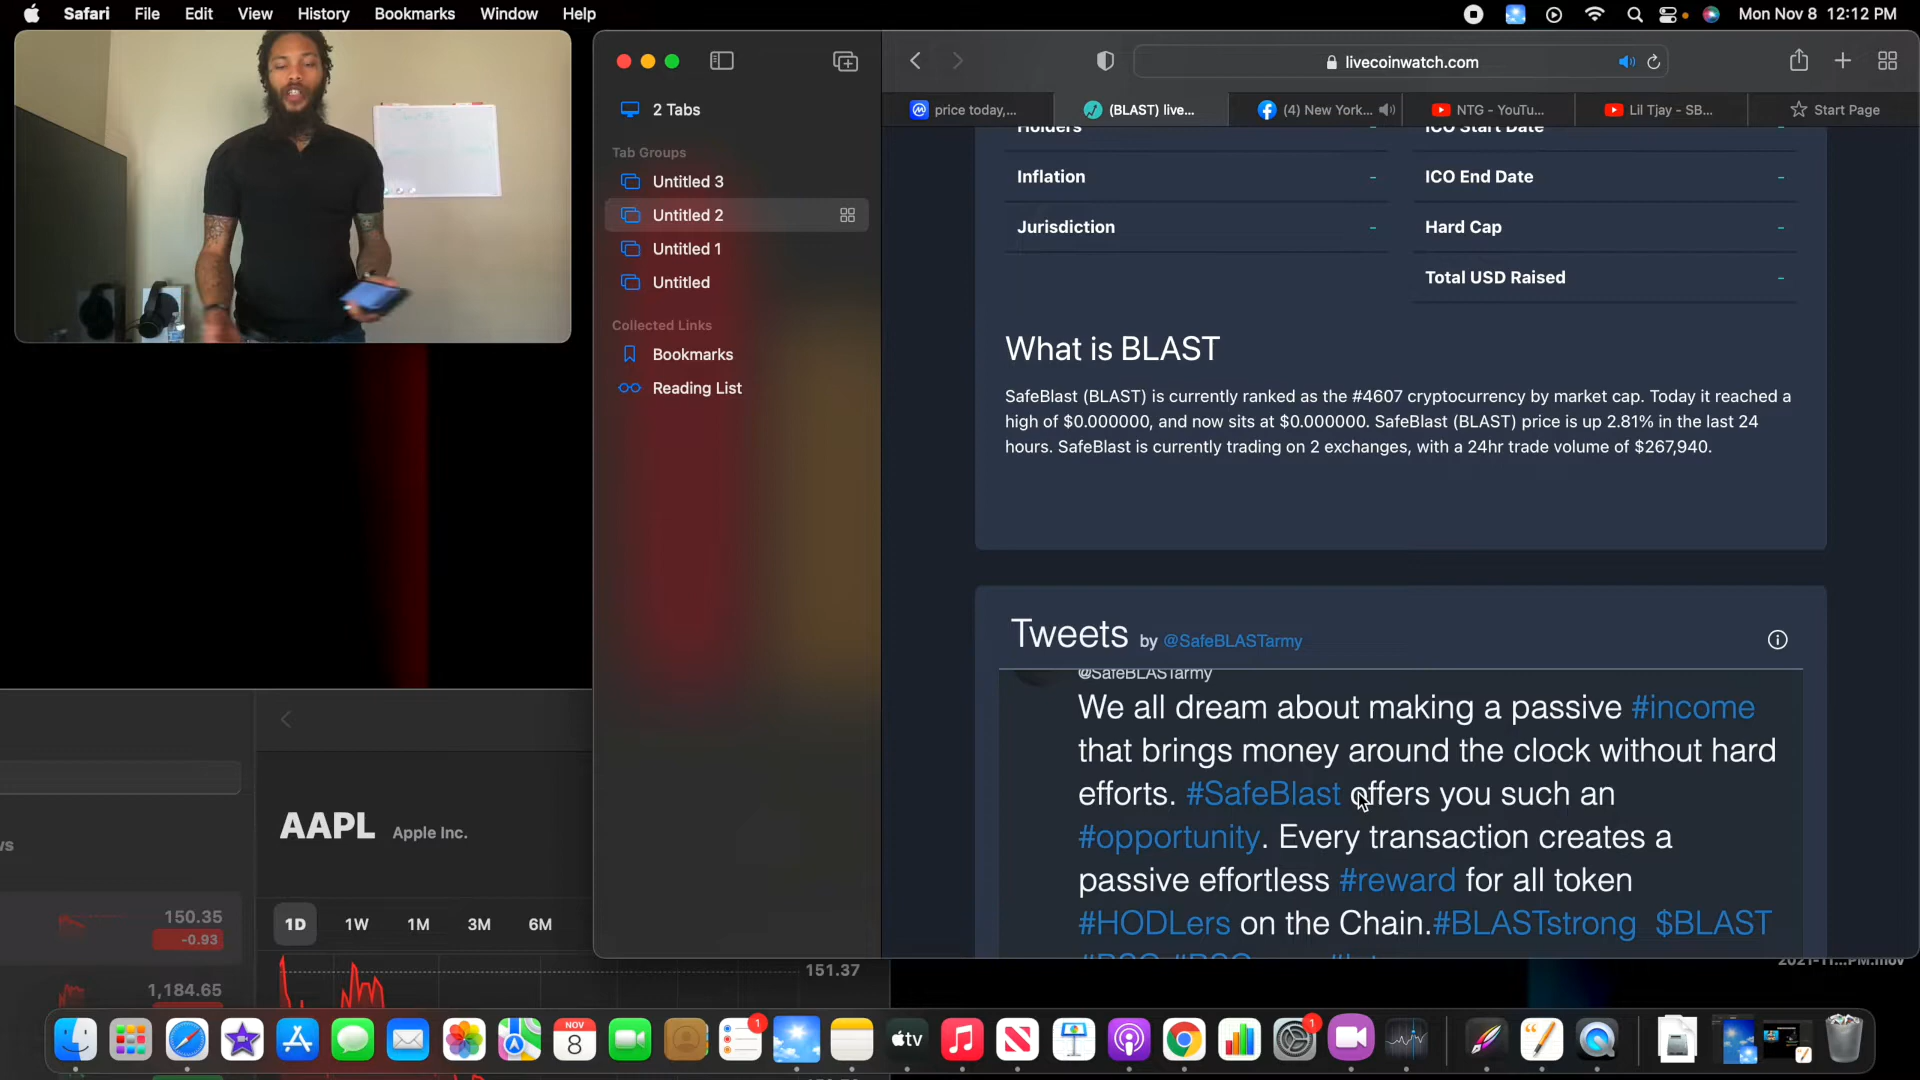 Safari File Edit View History Bookmarks Window Help
Mon Nov 8 12:12 PM
livecoinwatch.com
2 Tabs
price today,...
(BLAST) live...
(4) New York...
NTG - YouTu...
Lil Tjay - SB...
Start Page
Tab Groups
Untitled 3
Untitled 2
Untitled 1
Untitled
Collected Links
Bookmarks
Reading List
Holders -
ICO Start Date -
Inflation -
ICO End Date -
Jurisdiction -
Hard Cap -
Total USD Raised -
What is BLAST
SafeBlast (BLAST) is currently ranked as the #4607 cryptocurrency by market cap. Today it reached a
high of $0.000000, and now sits at $0.000000. SafeBlast (BLAST) price is up 2.81% in the last 24
hours. SafeBlast is currently trading on 2 exchanges, with a 24hr trade volume of $267,940.
Tweets by @SafeBLASTarmy
@SafeBLASTarmy
We all dream about making a passive #income
that brings money around the clock without hard
efforts. #SafeBlast offers you such an
#opportunity. Every transaction creates a
passive effortless #reward for all token
#HODLers on the Chain.#BLASTstrong $BLAST
AAPL Apple Inc.
150.35
-0.93
1D 1W 1M 3M 6M
151.37
1,184.65
NOV
8
1
tv
1